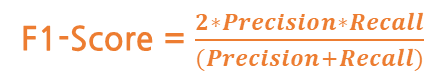 F1-Score = 2*Precision*Recall
(Precision+Recall)